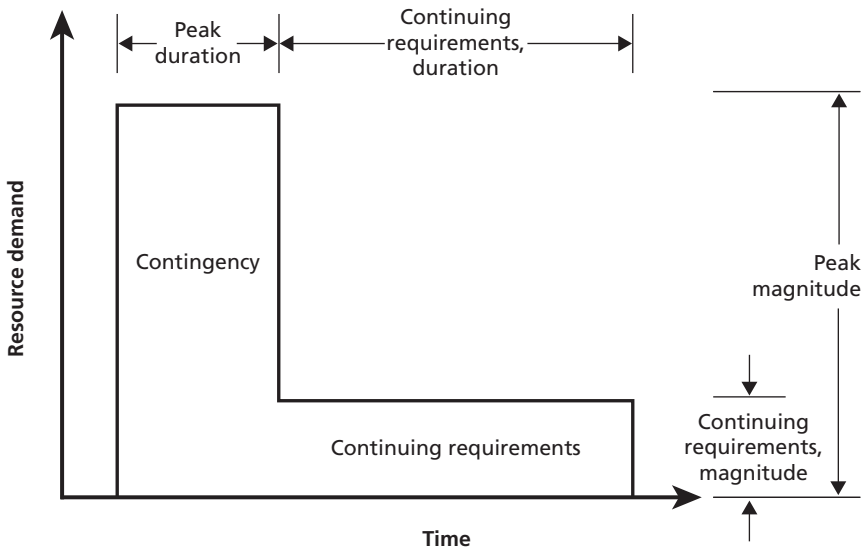 Peak
duration
Continuing
requirements,
duration
Resource demand
Contingency
Peak
magnitude
Continuing requirements
Continuing
requirements,
magnitude
Time